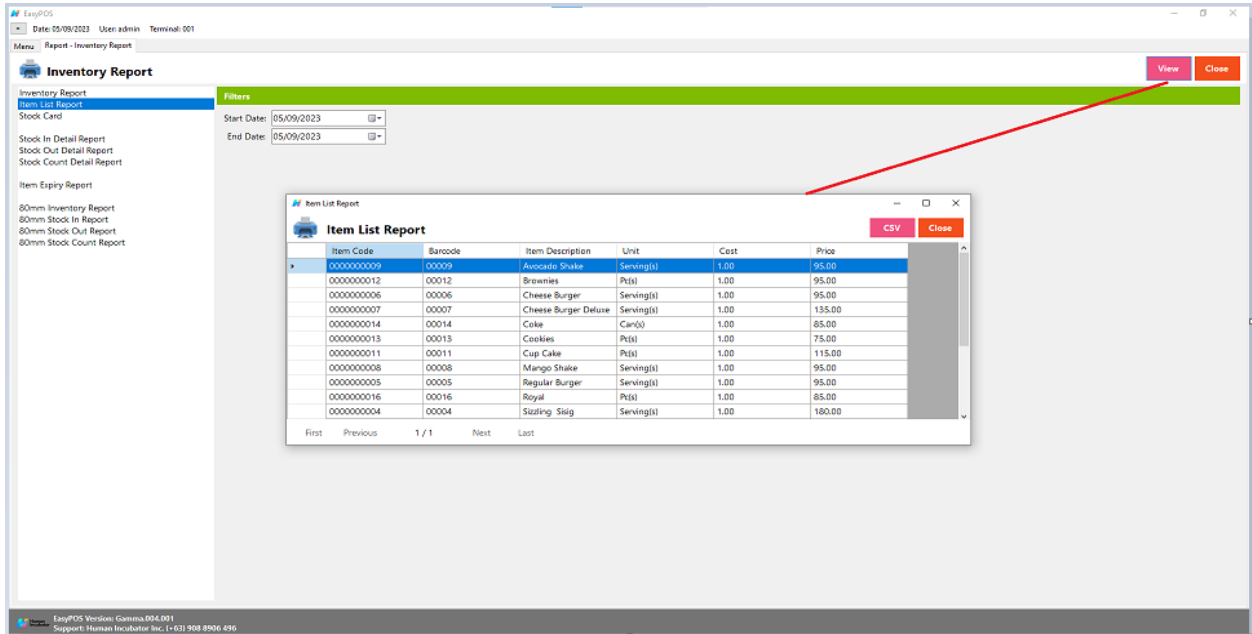 EasyPOS
Date: 05/09/2023 User: admin Terminal: 001
Menu Report - Inventory Report
Inventory Report View Close
Inventory Report
Item List Report
Stock Card
Stock In Detail Report
Stock Out Detail Report
Stock Count Detail Report
Item Expiry Report
80mm Inventory Report
80mm Stock In Report
80mm Stock Out Report
80mm Stock Count Report
Filters
Start Date: 05/09/2023
End Date: 05/09/2023
Item List Report
Item List Report CSV Close
Item Code Barcode Item Description Unit Cost Price
0000000009 00009 Avocado Shake Serving(s) 1.00 95.00
0000000012 00012 Brownies Pc(s) 1.00 95.00
0000000006 00006 Cheese Burger Serving(s) 1.00 95.00
0000000007 00007 Cheese Burger Deluxe Serving(s) 1.00 135.00
0000000014 00014 Coke Can(s) 1.00 85.00
0000000013 00013 Cookies Pc(s) 1.00 75.00
0000000011 00011 Cup Cake Pc(s) 1.00 115.00
0000000008 00008 Mango Shake Serving(s) 1.00 95.00
0000000005 00005 Regular Burger Serving(s) 1.00 95.00
0000000016 00016 Royal Pc(s) 1.00 85.00
0000000004 00004 Sizzling Sisig Serving(s) 1.00 180.00
First Previous 1 / 1 Next Last
Human Incubator
EasyPOS Version: Gamma.004.001
Support: Human Incubator Inc. (+63) 908 8906 496